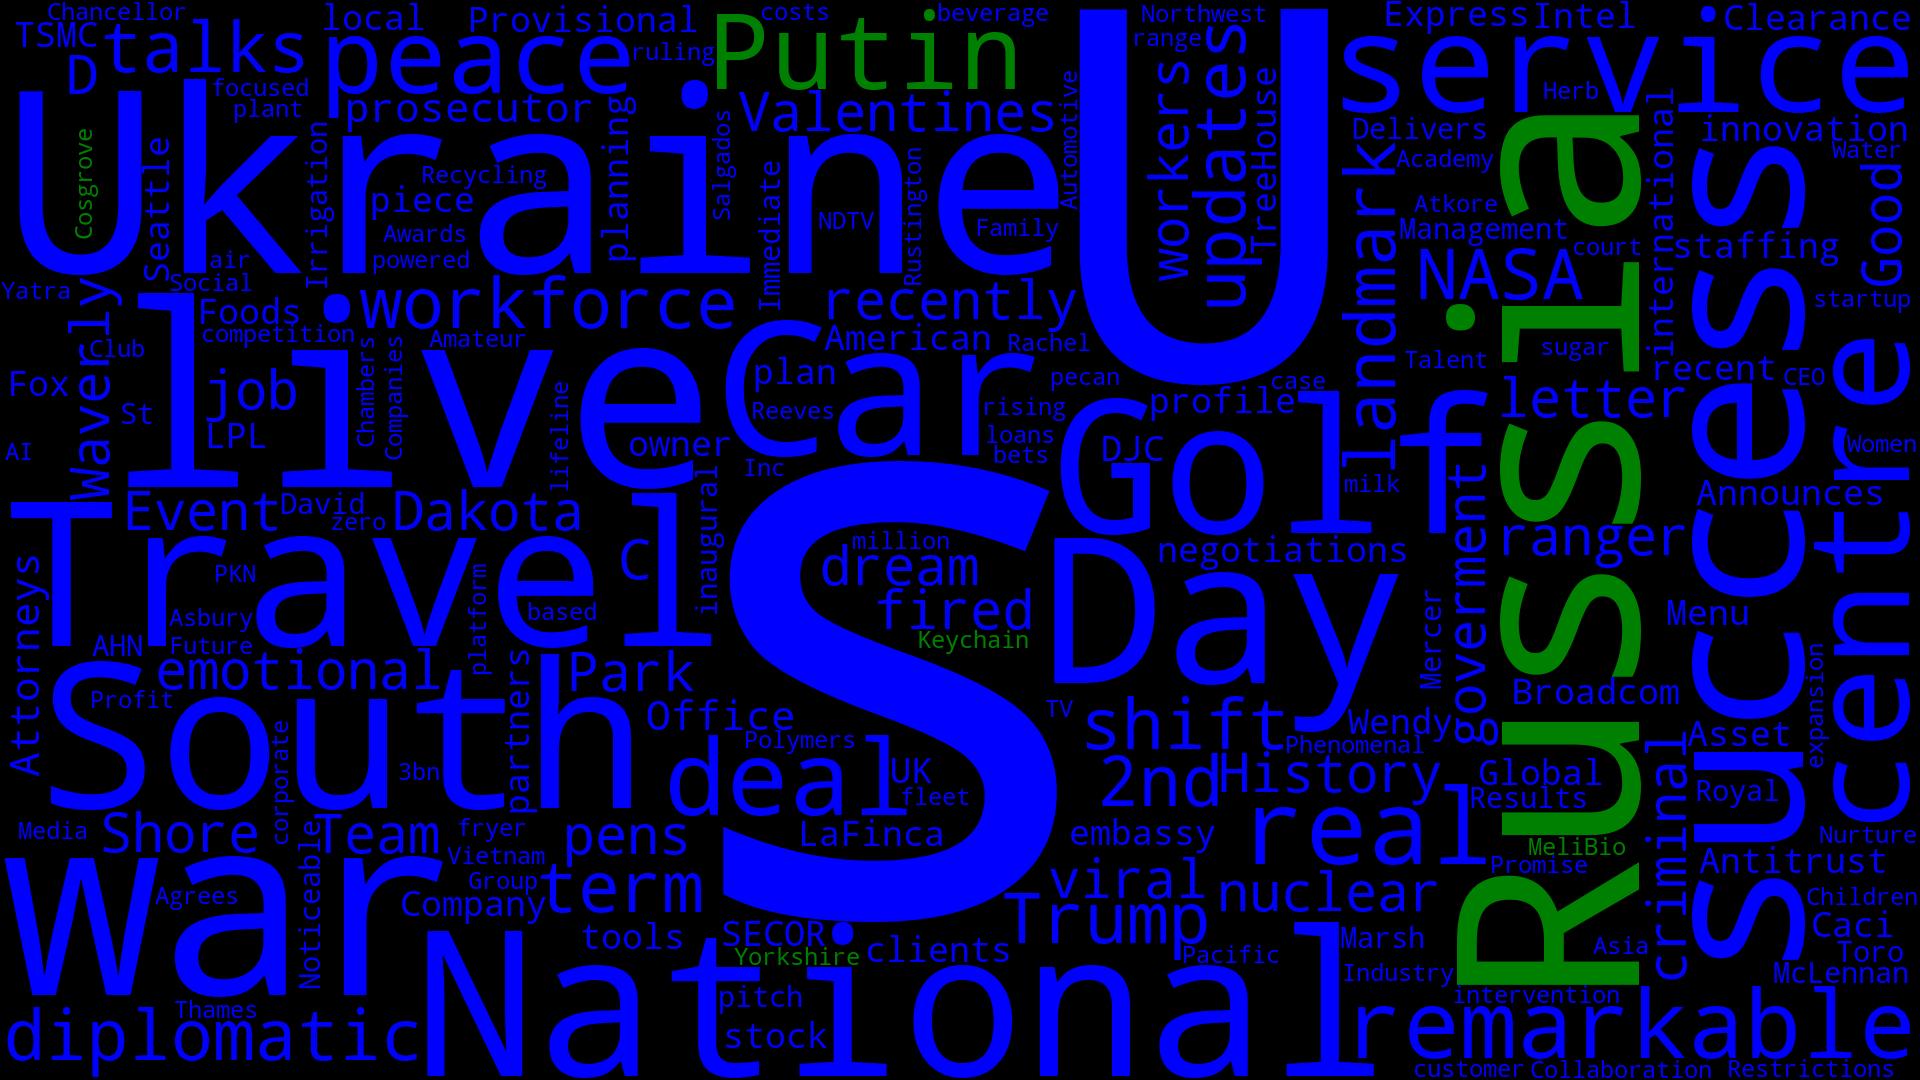 Chancellor
TSMC
talks
local
Provisional
Putin
costs
beverage
U
Northwest
range
service
Express
Intel
Clearance
D
peace
ruling
focused
plant
prosecutor
planning
Valentines
Automotive
workers
updates
TreeHouse
Herb
Delivers
innovation
Ukraine
Cosgrove
Seattle
Irrigation
Recycling
piece
Awards
powered
Salgados
Immediate
NDTV
Rustington
Family
landmark
Academy
Atkore
Management
court
international
Russia
Water
Good
staffing
success
startup
Yatra
air
Social
Foods
competition
workforce
recently
NASA
Waverly
Club
live
Amateur
Car
American
Rachel
Talent
sugar
recent
CEO
centre
Fox
job
St
LPL
Chambers
Companies
plan
Reeves
rising
pecan
case
profile
letter
AI
lifeline
owner
loans
bets
Golf
DJC
milk
Women
Inc
Event
David
zero
Dakota
inaugural
S
million
dream
negotiations
government
ranger
Announces
Travel
Attorneys
PKN
C
platform
based
fired
Keychain
Day
Mercer
Menu
Asbury
AHN
Future
emotional
Park
partners
Profit
South
Office
TV
shift
Wendy
Broadcom
expansion
Polymers
Phenomenal
Asset
corporate
3bn
deal
UK
fleet
2nd
History
Global
Results
criminal
Royal
Media
Shore
Team
fryer
pens
LaFinca
embassy
real
MeliBio
Nurture
Vietnam
Group
Promise
Antitrust
war
Agrees
Noticeable
Company
term
viral
nuclear
Children
SECOR
Trump
Caci
tools
Yorkshire
clients
Pacific
Marsh
Asia
Toro
Industry
McLennan
National
pitch
intervention
Thames
diplomatic
stock
remarkable
customer
Collaboration
Restrictions